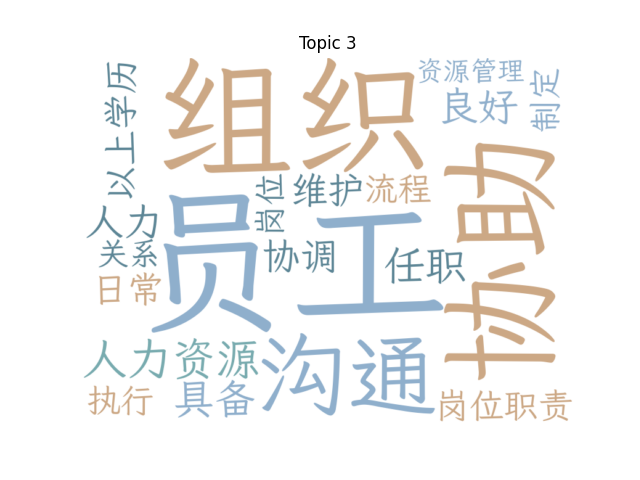 Topic 3
组织
资源管理
良好
制定
以上学历
协助
岗位
维护
流程
人力
关系
员工
协调
任职
日常
人力资源
沟通
执行
具备
岗位职责